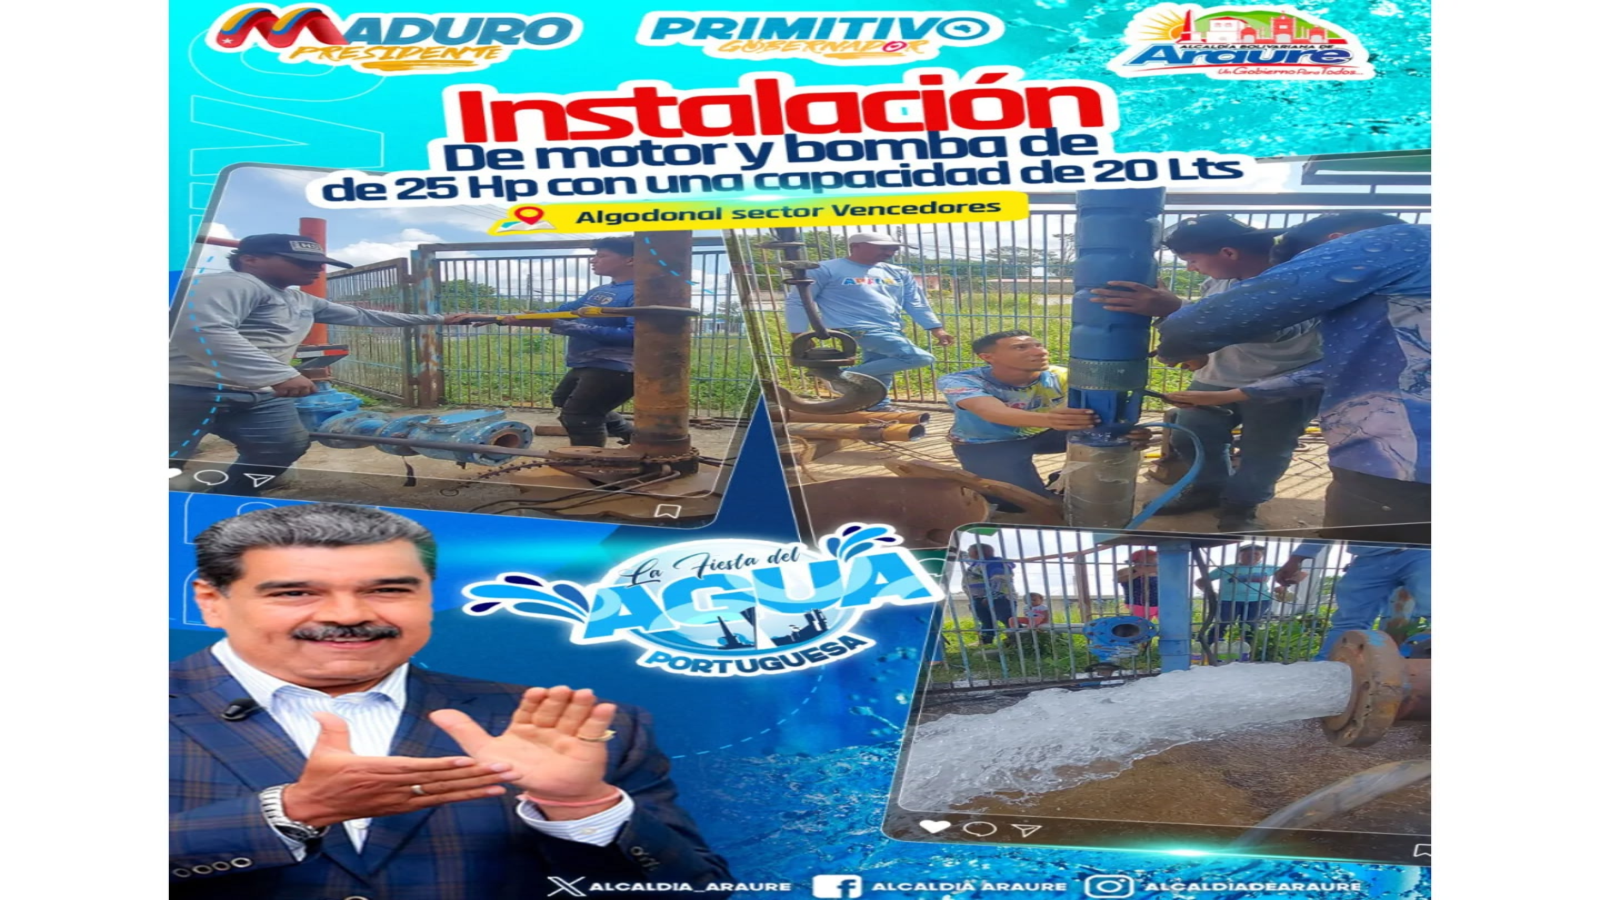 MADURO
PRESIDENTE
PRIMITIVO
GOBERNADOR
ALCALDÍA BOLIVARIANA DE
Araure
Un Gobierno Para Todos...
Instalación
De motor y bomba de
de 25 Hp con una capacidad de 20 Lts
Algodonal sector Vencedores
La Fiesta del
AGUA
PORTUGUESA
ALCALDIA_ARAURE
ALCALDIA ARAURE
ALCALDIADEARAURE